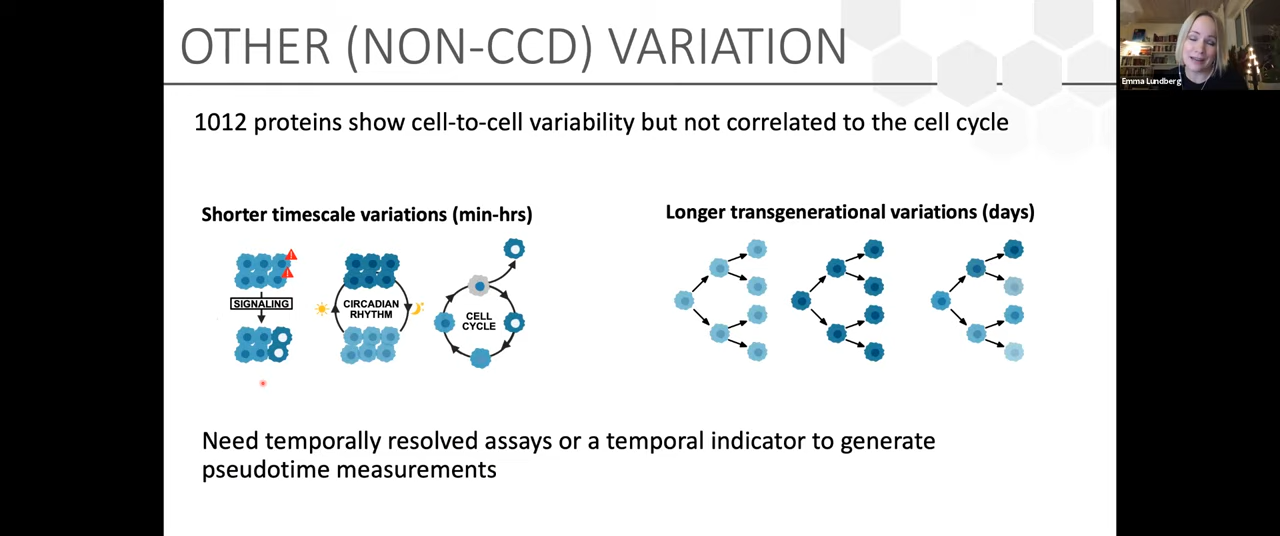 OTHER (NON-CCD) VARIATION
Emma Lundberg
1012 proteins show cell-to-cell variability but not correlated to the cell cycle
Shorter timescale variations (min-hrs)
Longer transgenerational variations (days)
SIGNALING
CIRCADIAN
RHYTHM
CELL
CYCLE
Need temporally resolved assays or a temporal indicator to generate
pseudotime measurements